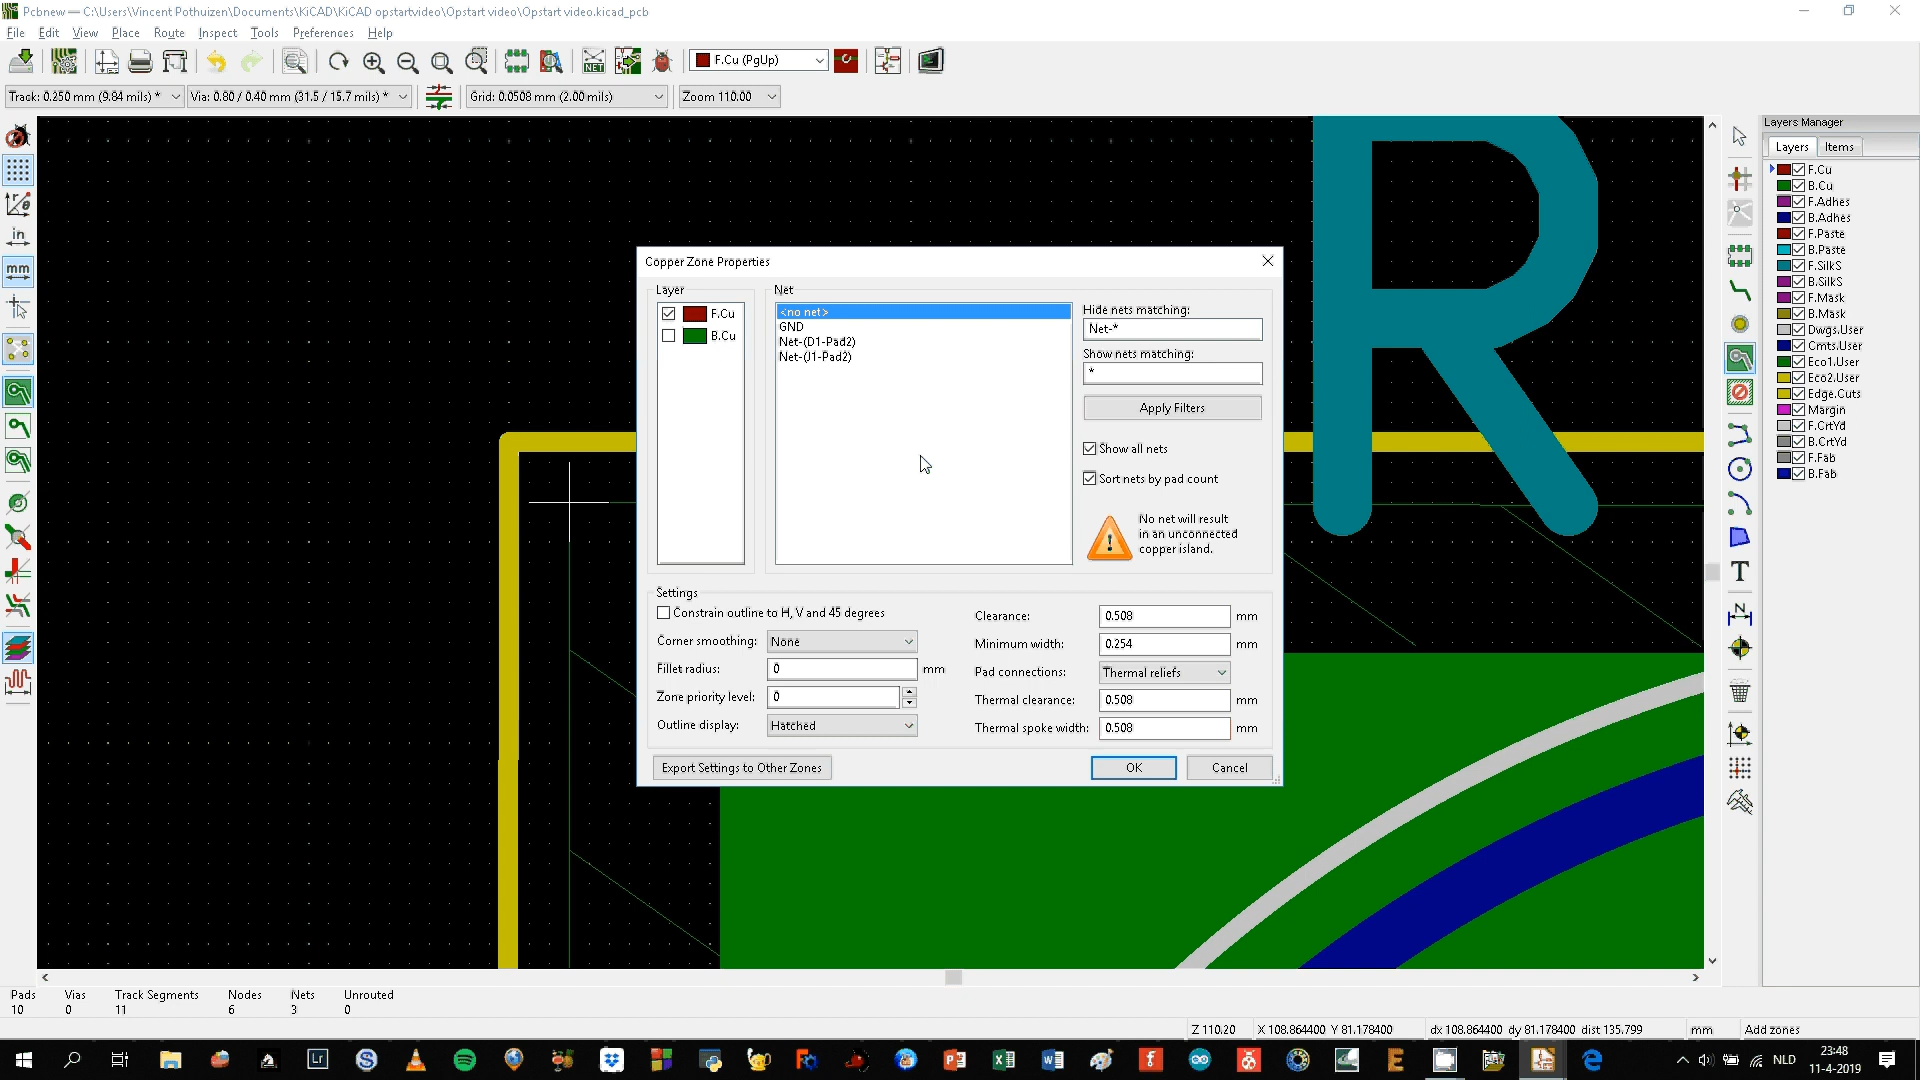 Pcbnew — C:\Users\Vincent Pothuizen\Documents\KiCAD\KiCAD opstartvideo\Opstart video\Opstart video.kicad_pcb
File Edit View Place Route Inspect Tools Preferences Help
NET
F.Cu (PgUp)
Track: 0.250 mm (9.84 mils) *
Via: 0.80 / 0.40 mm (31.5 / 15.7 mils) *
Grid: 0.0508 mm (2.00 mils)
Zoom 110.00
in
mm
R
T
N
Layers Manager
Layers Items
F.Cu
B.Cu
F.Adhes
B.Adhes
F.Paste
B.Paste
F.SilkS
B.SilkS
F.Mask
B.Mask
Dwgs.User
Cmts.User
Eco1.User
Eco2.User
Edge.Cuts
Margin
F.CrtYd
B.CrtYd
F.Fab
B.Fab
Copper Zone Properties
Layer
F.Cu
B.Cu
Net
<no net>
GND
Net-(D1-Pad2)
Net-(J1-Pad2)
Hide nets matching:
Net-*
Show nets matching:
*
Apply Filters
Show all nets
Sort nets by pad count
No net will result
in an unconnected
copper island.
Settings
Constrain outline to H, V and 45 degrees
Corner smoothing: None
Fillet radius: 0 mm
Zone priority level: 0
Outline display: Hatched
Clearance: 0.508 mm
Minimum width: 0.254 mm
Pad connections: Thermal reliefs
Thermal clearance: 0.508 mm
Thermal spoke width: 0.508 mm
Export Settings to Other Zones
OK
Cancel
Pads Vias Track Segments Nodes Nets Unrouted
10 0 11 6 3 0
Z 110.20 X 108.864400 Y 81.178400 dx 108.864400 dy 81.178400 dist 135.799 mm Add zones
Lr
NLD
23:48
11-4-2019